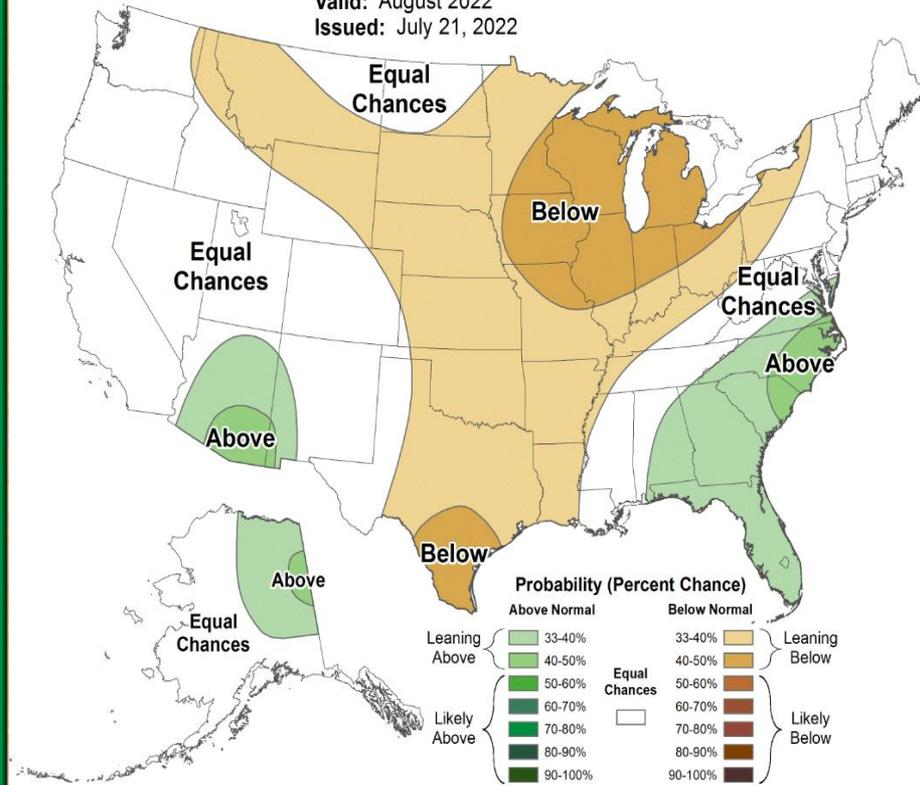 Valid: August 2022
Issued: July 21, 2022
Equal
Chances
Below
Equal
Chances
Equal
Chances
Above
Above
Below
Above
Equal
Chances
Probability (Percent Chance)
Above Normal
Below Normal
Leaning
Above
33-40%
40-50%
50-60%
60-70%
70-80%
80-90%
90-100%
Likely
Above
Equal
Chances
33-40%
40-50%
50-60%
60-70%
70-80%
80-90%
90-100%
Leaning
Below
Likely
Below